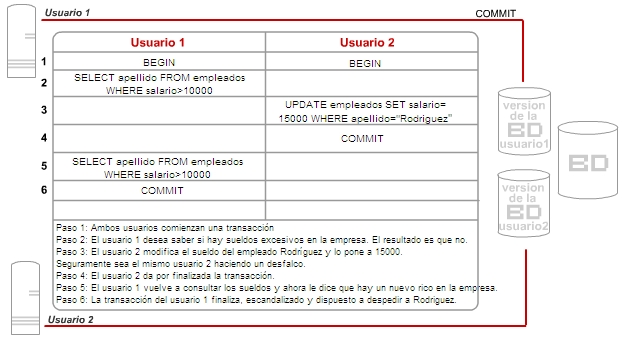 Usuario 1
COMMIT
Usuario 1 Usuario 2
1 BEGIN BEGIN
2 SELECT apellido FROM empleados
WHERE salario>10000
3 UPDATE empleados SET salario=
15000 WHERE apellido="Rodriguez"
4 COMMIT
5 SELECT apellido FROM empleados
WHERE salario>10000
6 COMMIT
version
de la
BD
usuario1
BD
version
de la
BD
usuario2
Paso 1: Ambos usuarios comienzan una transacción
Paso 2: El usuario 1 desea saber si hay sueldos excesivos en la empresa. El resultado es que no.
Paso 3: El usuario 2 modifica el sueldo del empleado Rodríguez y lo pone a 15000.
Seguramente sea el mismo usuario 2 haciendo un desfalco.
Paso 4: El usuario 2 da por finalizada la transacción.
Paso 5: El usuario 1 vuelve a consultar los sueldos y ahora le dice que hay un nuevo rico en la empresa.
Paso 6: La transacción del usuario 1 finaliza, escandalizado y dispuesto a despedir a Rodríguez.
Usuario 2